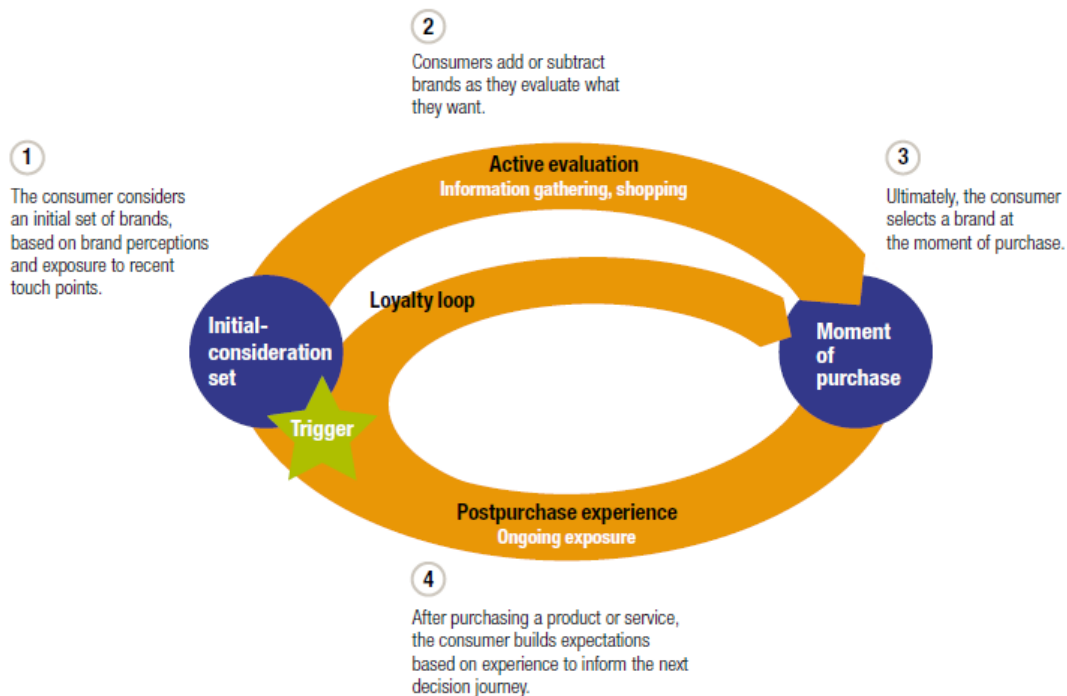 2
Consumers add or subtract
brands as they evaluate what
they want.
1
The consumer considers
an initial set of brands,
based on brand perceptions
and exposure to recent
touch points.
Active evaluation
Information gathering, shopping
3
Ultimately, the consumer
selects a brand at
the moment of purchase.
Loyalty loop
Initial-
consideration
set
Moment
of
purchase
Trigger
Postpurchase experience
Ongoing exposure
4
After purchasing a product or service,
the consumer builds expectations
based on experience to inform the next
decision journey.